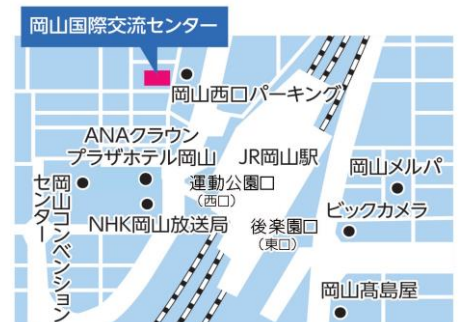 岡山国際交流センター
岡山西口パーキング
ANAクラウン
プラザホテル岡山
JR岡山駅
運動公園口
(西口)
岡山メルパ
岡山コンベンション
センター
NHK岡山放送局
後楽園口
(東口)
ビックカメラ
岡山髙島屋